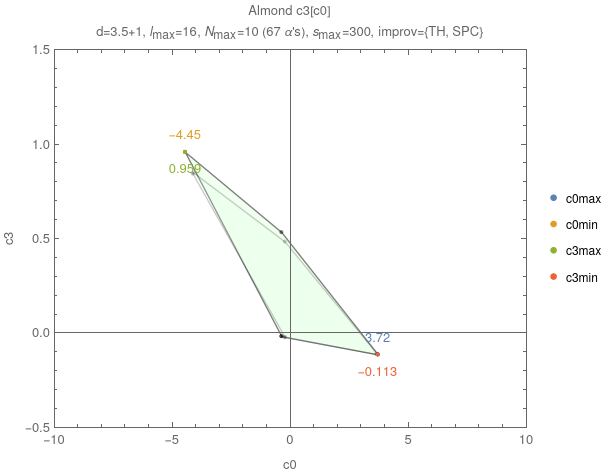 Almond c3[c0]
d=3.5+1, lmax=16, Nmax=10 (67 α's), smax=300, improv={TH, SPC}
1.5
1.0
0.5
0.0
−0.5
c3
−4.45
0.959
3.72
−0.113
−10
−5
0
5
10
c0
c0max
c0min
c3max
c3min